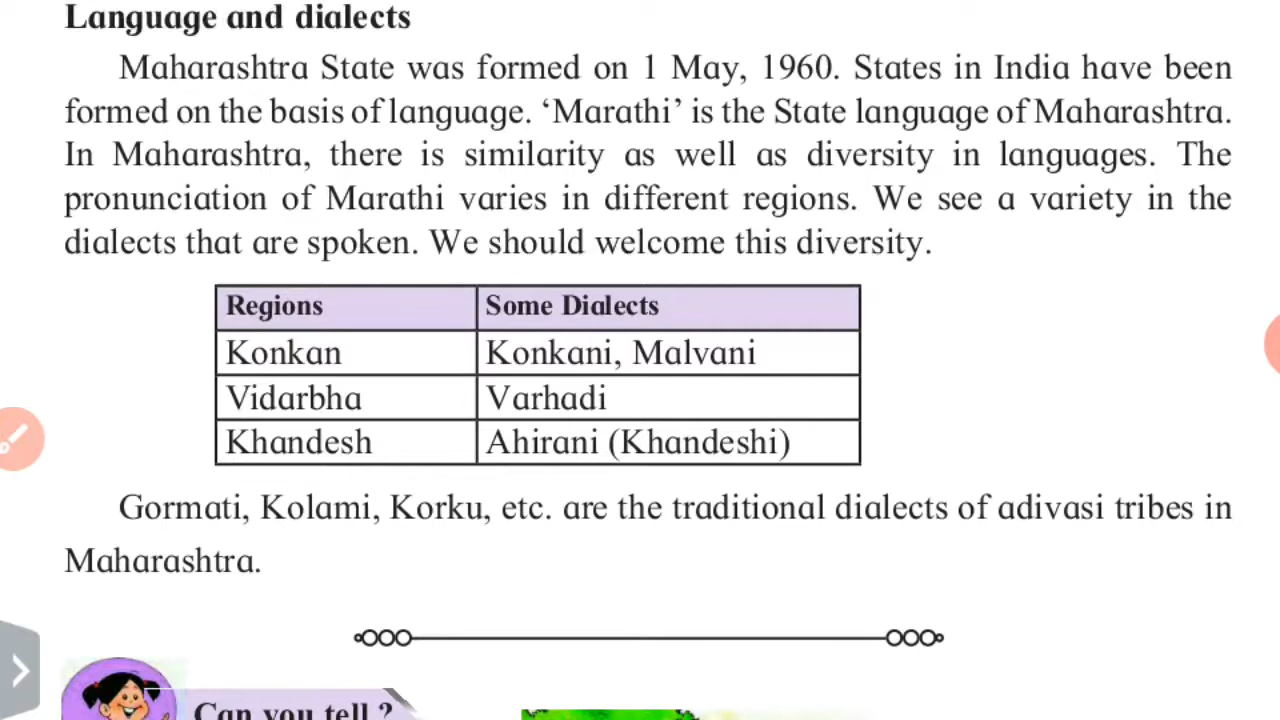 Language and dialects
Maharashtra State was formed on 1 May, 1960. States in India have been
formed on the basis of language. ‘Marathi’ is the State language of Maharashtra.
In Maharashtra, there is similarity as well as diversity in languages. The
pronunciation of Marathi varies in different regions. We see a variety in the
dialects that are spoken. We should welcome this diversity.
Regions Some Dialects
Konkan Konkani, Malvani
Vidarbha Varhadi
Khandesh Ahirani (Khandeshi)
Gormati, Kolami, Korku, etc. are the traditional dialects of adivasi tribes in
Maharashtra.
Can you tell ?